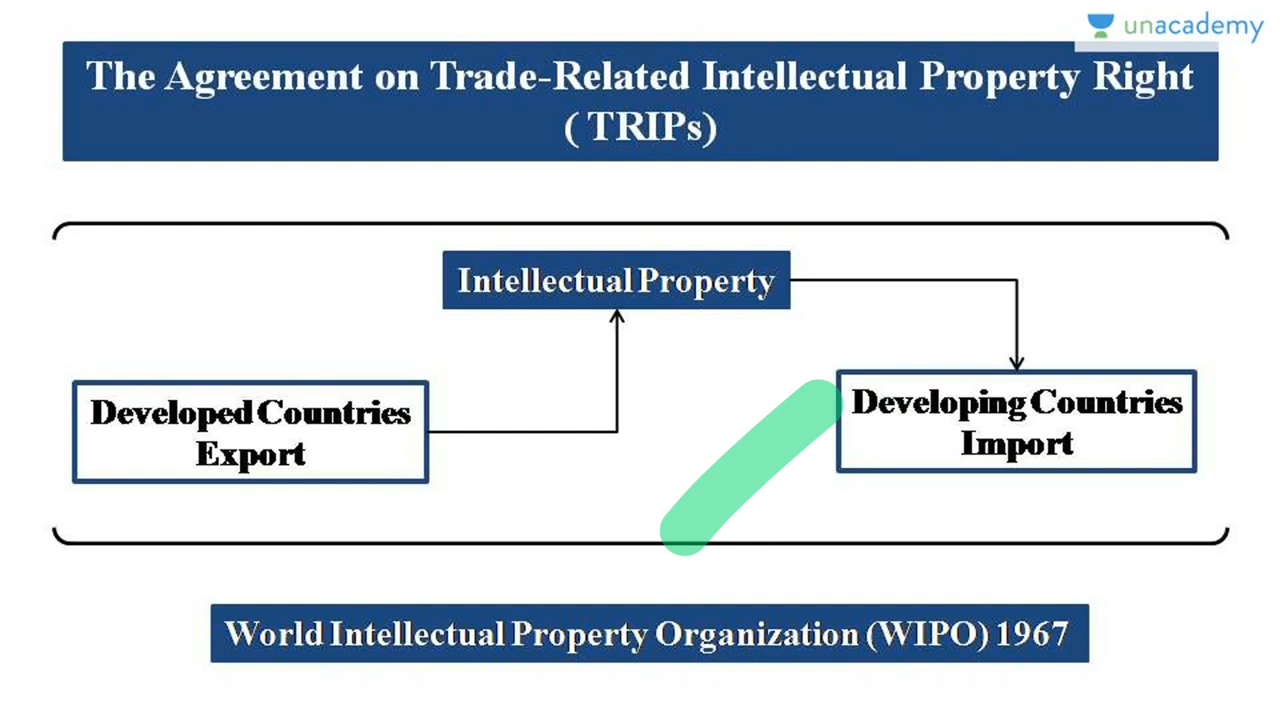 unacademy
The Agreement on Trade-Related Intellectual Property Right
( TRIPs)
Intellectual Property
Developed Countries
Export
Developing Countries
Import
World Intellectual Property Organization (WIPO) 1967